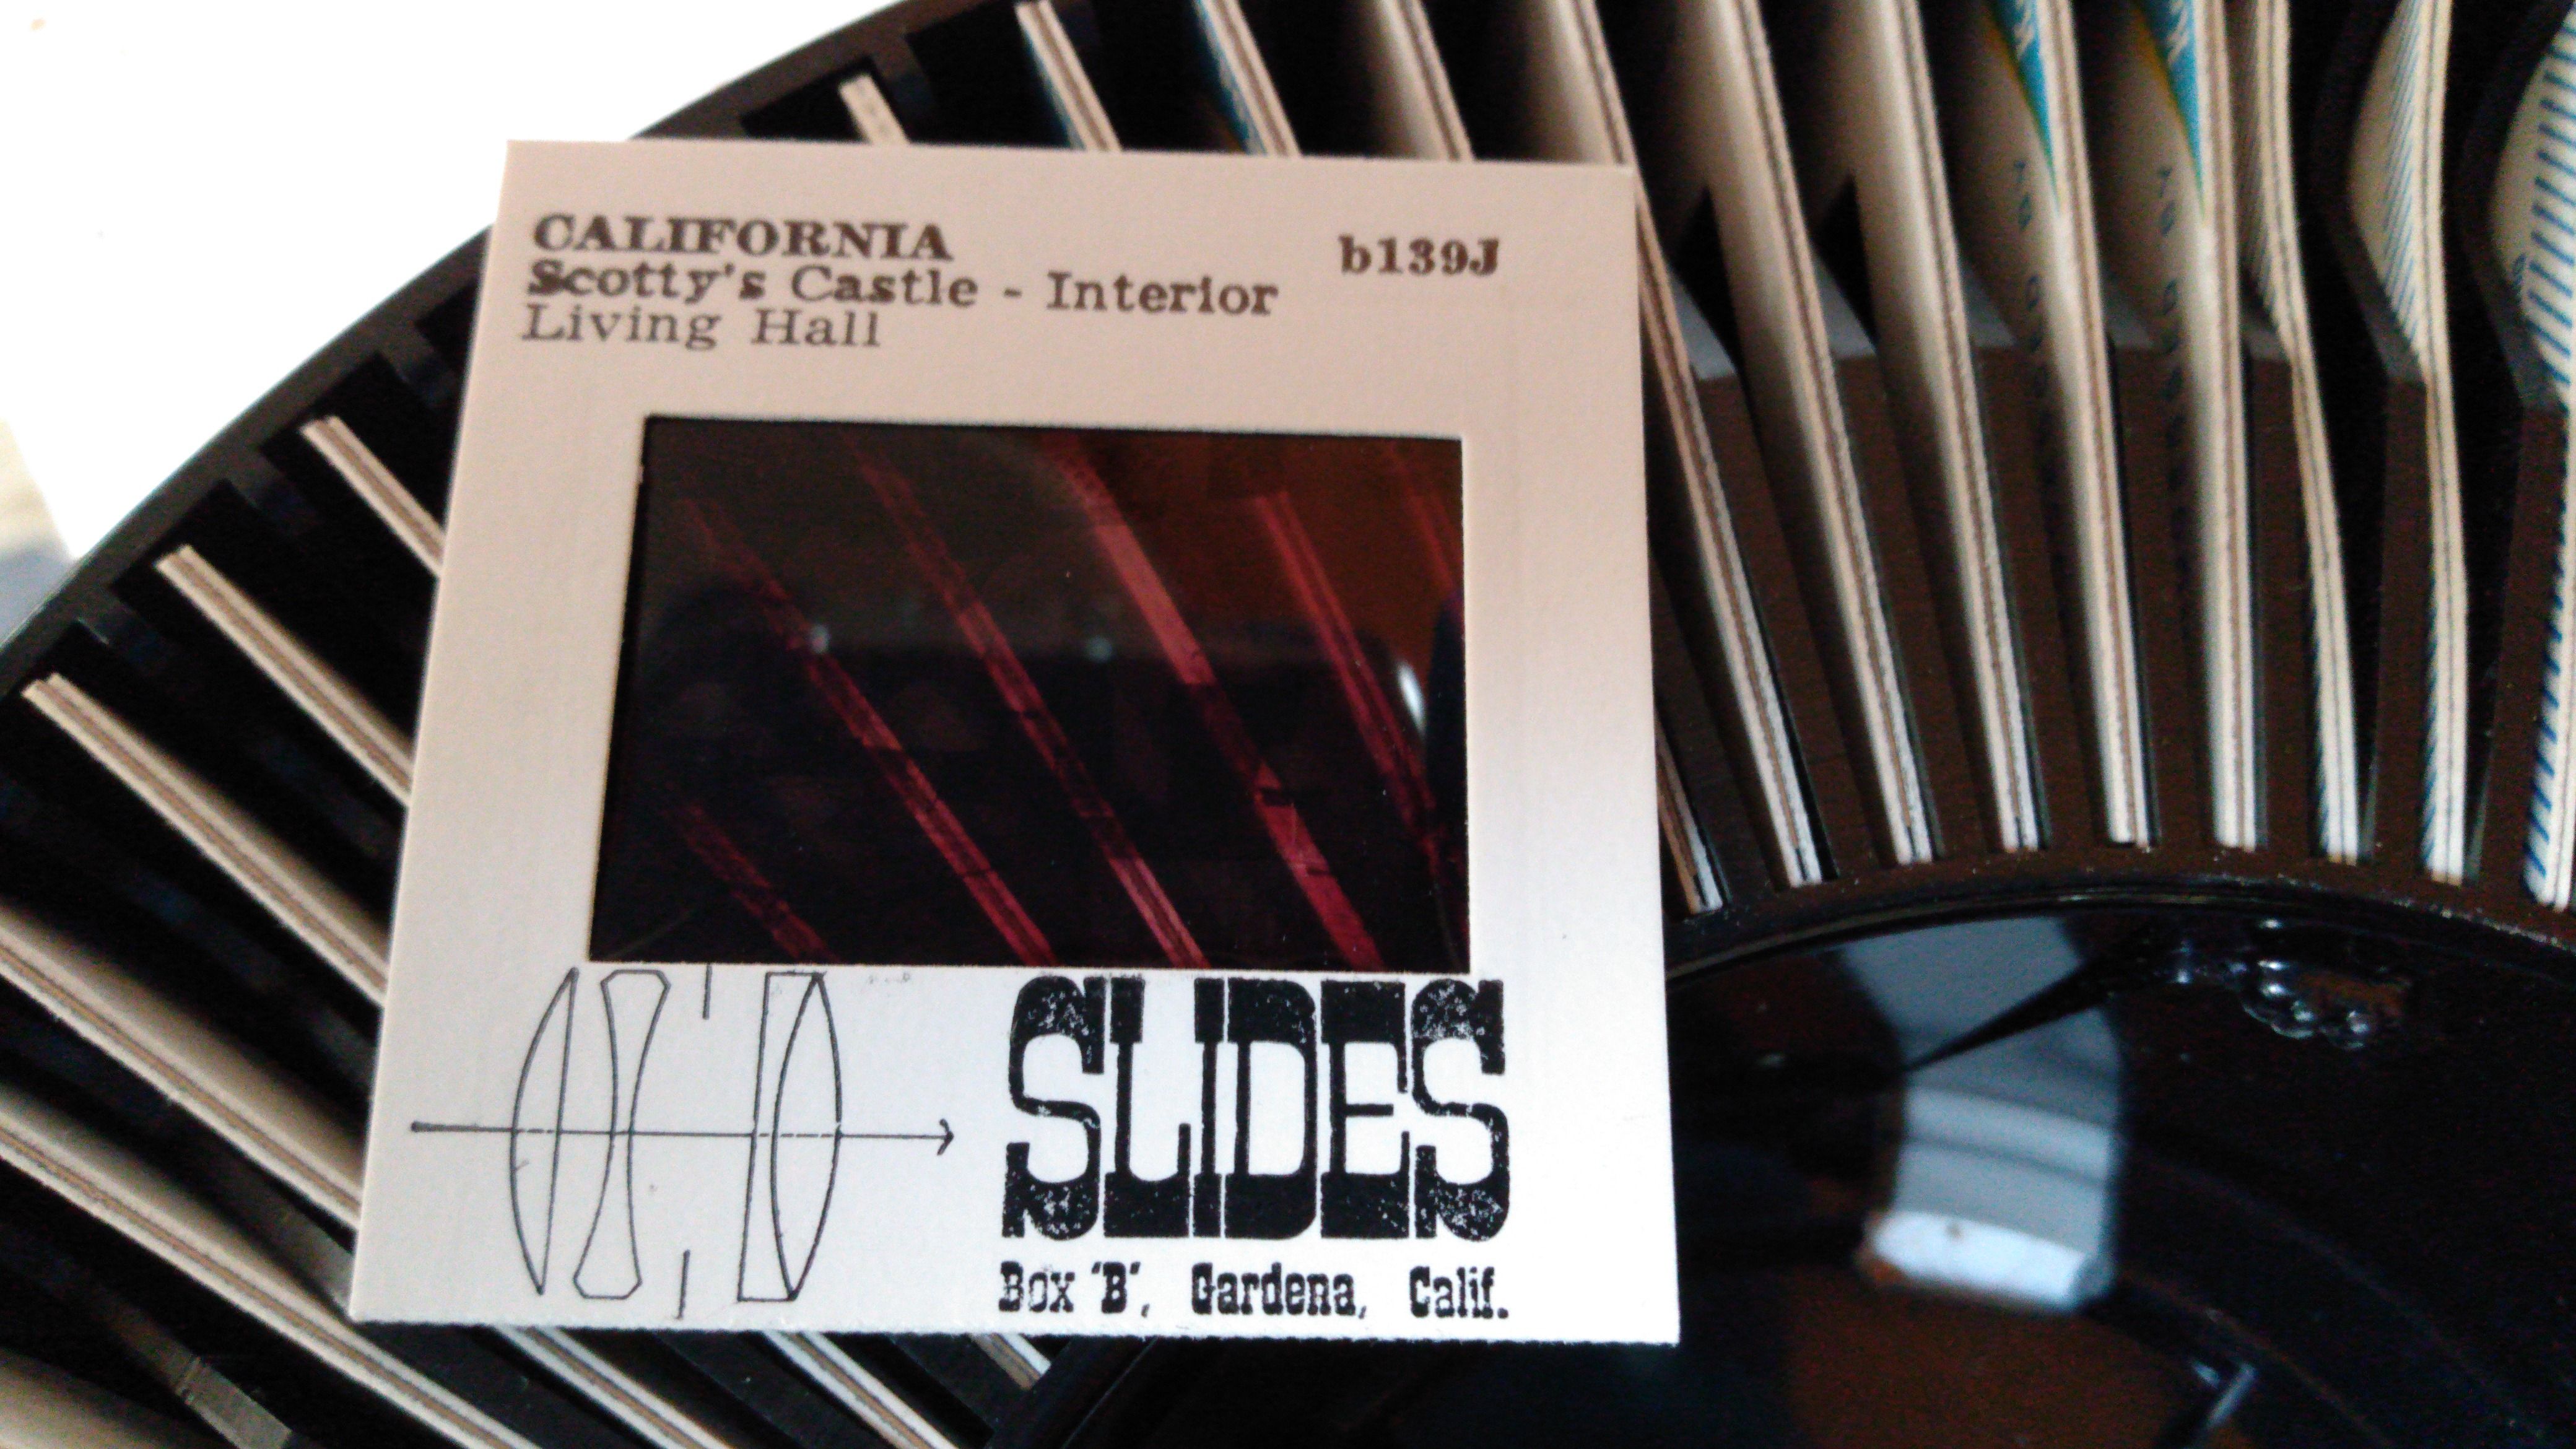 CALIFORNIA b139J
Scotty's Castle - Interior
Living Hall
SLIDES
Box "B", Gardena, Calif.